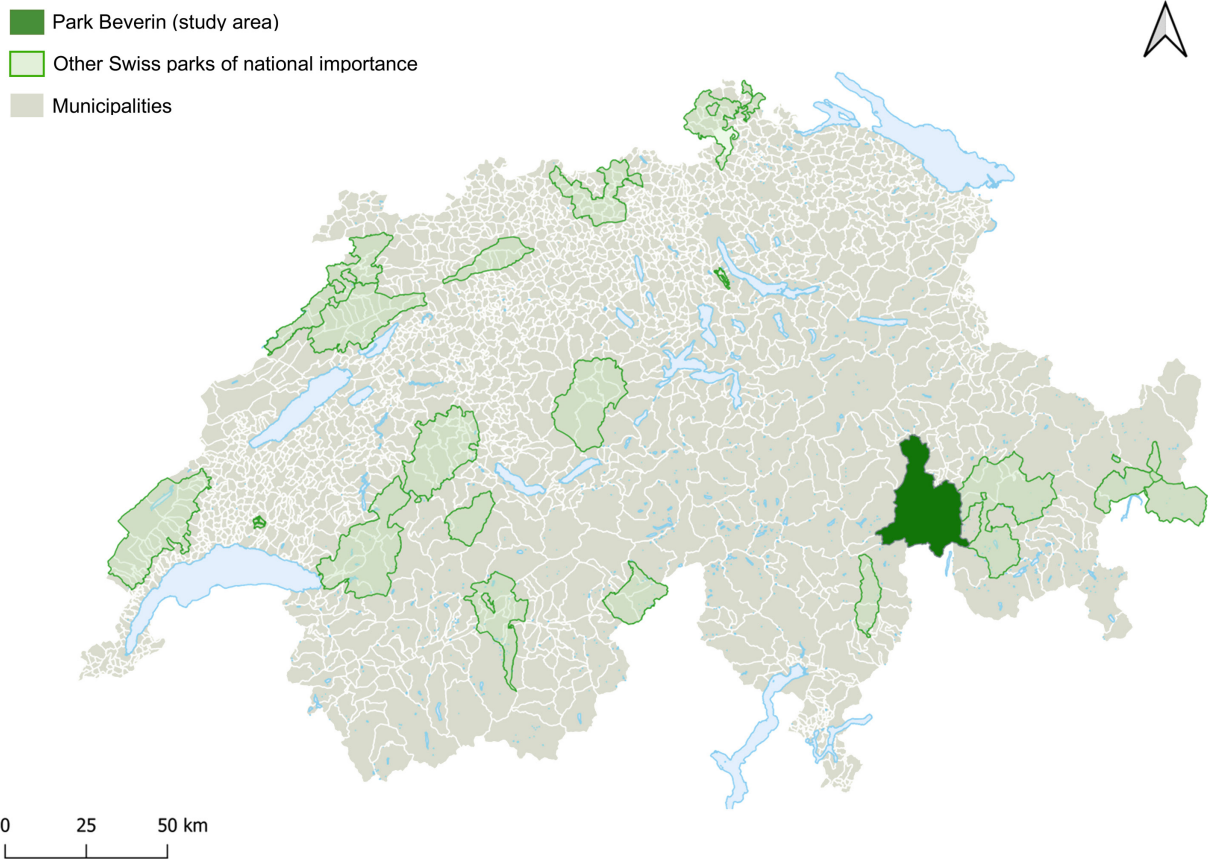 Park Beverin (study area)
Other Swiss parks of national importance
Municipalities
0 25 50 km